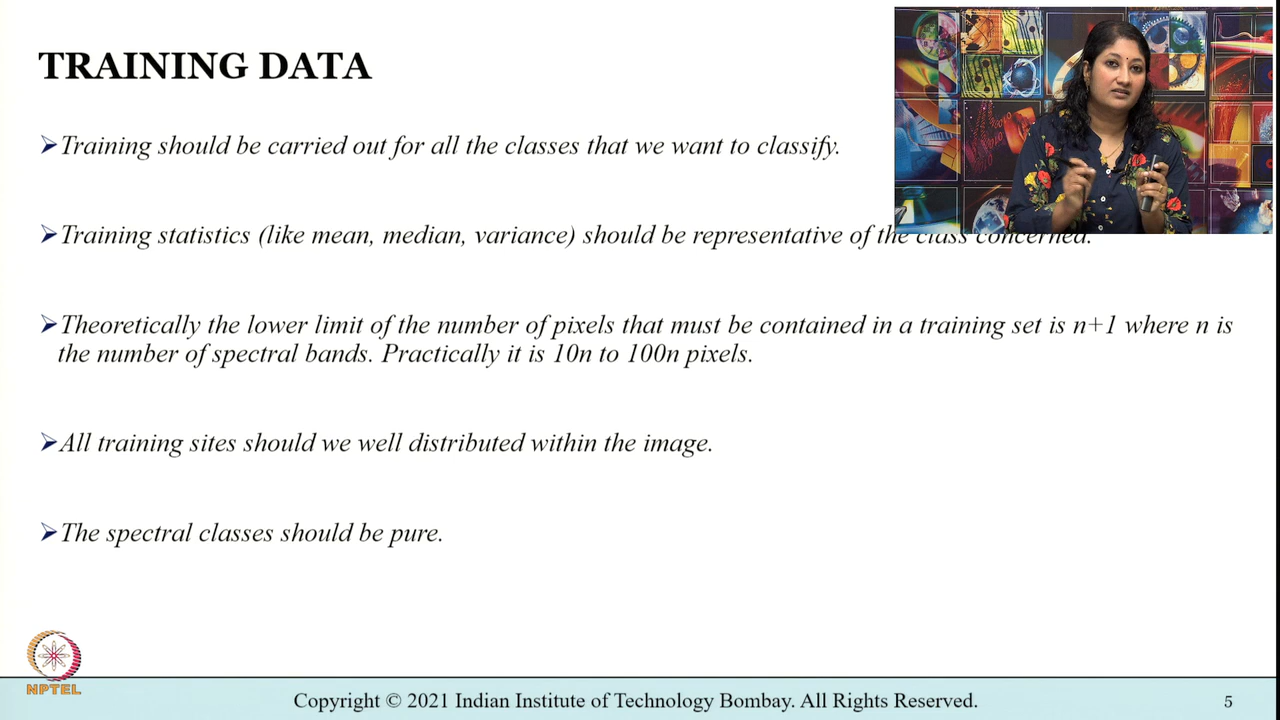 TRAINING DATA
➢Training should be carried out for all the classes that we want to classify.
➢Training statistics (like mean, median, variance) should be representative of the class concerned.
➢Theoretically the lower limit of the number of pixels that must be contained in a training set is n+1 where n is
the number of spectral bands. Practically it is 10n to 100n pixels.
➢All training sites should we well distributed within the image.
➢The spectral classes should be pure.
NPTEL
Copyright © 2021 Indian Institute of Technology Bombay. All Rights Reserved.
5